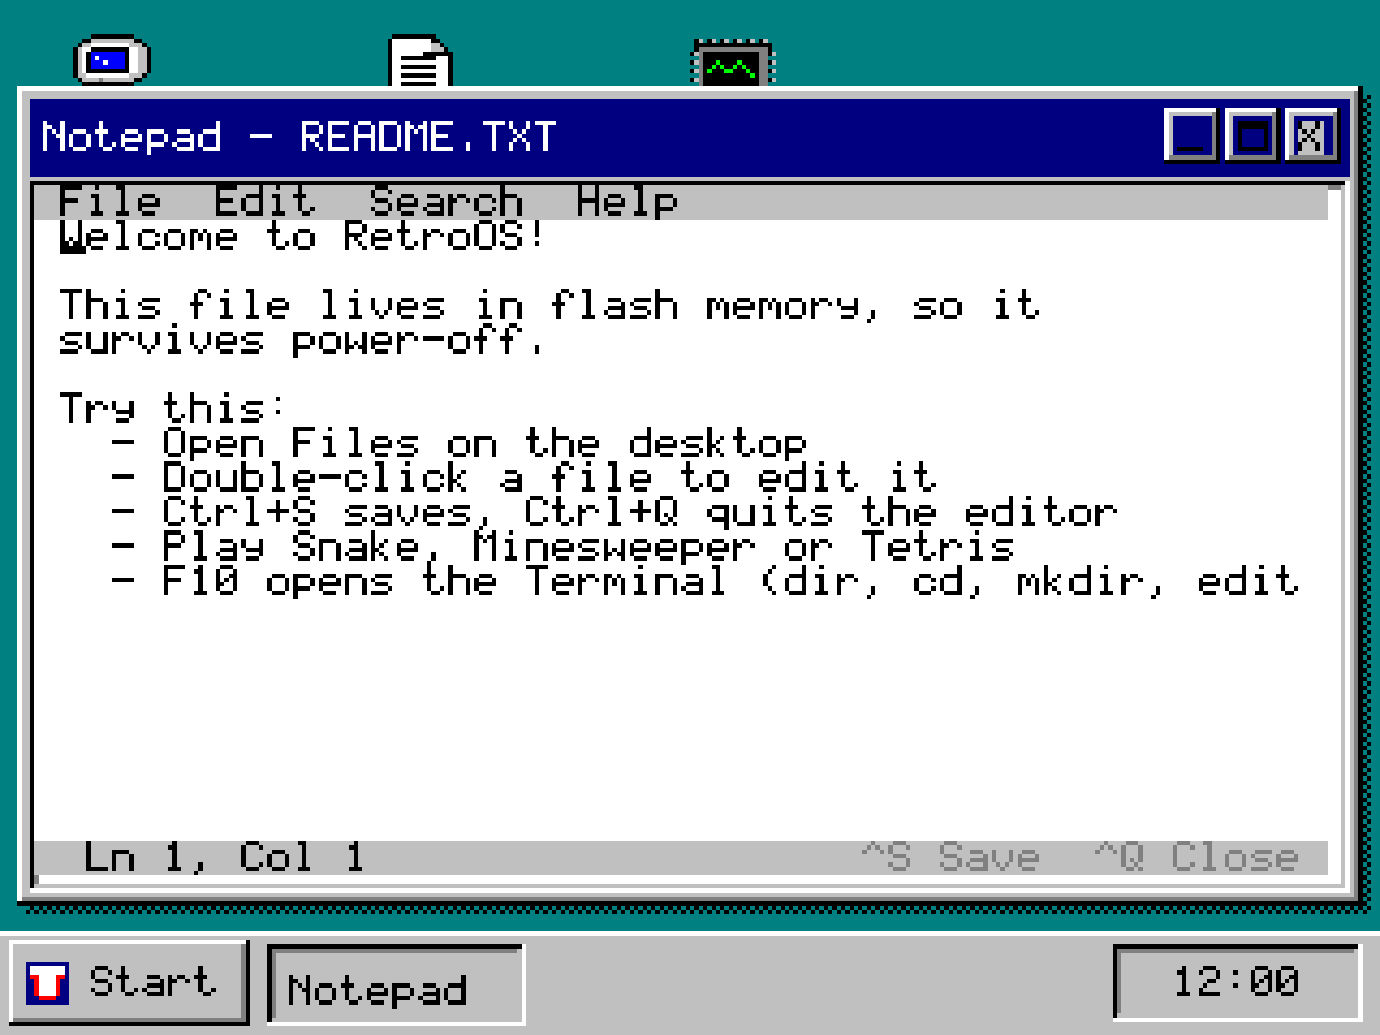 Notepad - README.TXT
File Edit Search Help
Welcome to RetroOS!
This file lives in flash memory, so it
survives power-off.
Try this:
- Open Files on the desktop
- Double-click a file to edit it
- Ctrl+S saves, Ctrl+Q quits the editor
- Play Snake, Minesweeper or Tetris
- F10 opens the Terminal (dir, cd, mkdir, edit
Ln 1, Col 1 ^S Save ^Q Close
Start Notepad 12:00